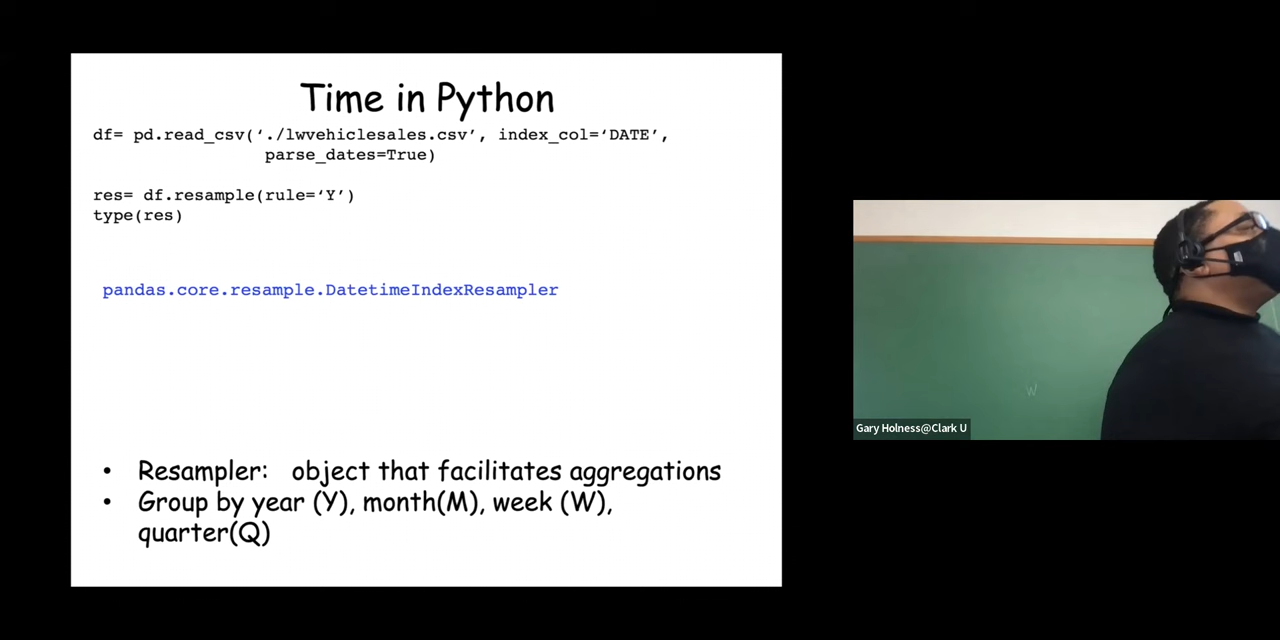 Time in Python
df= pd.read_csv(‘./lwvehiclesales.csv’, index_col=‘DATE’,
parse_dates=True)
res= df.resample(rule=‘Y’)
type(res)
pandas.core.resample.DatetimeIndexResampler
• Resampler: object that facilitates aggregations
• Group by year (Y), month(M), week (W),
quarter(Q)
W
Gary Holness@Clark U